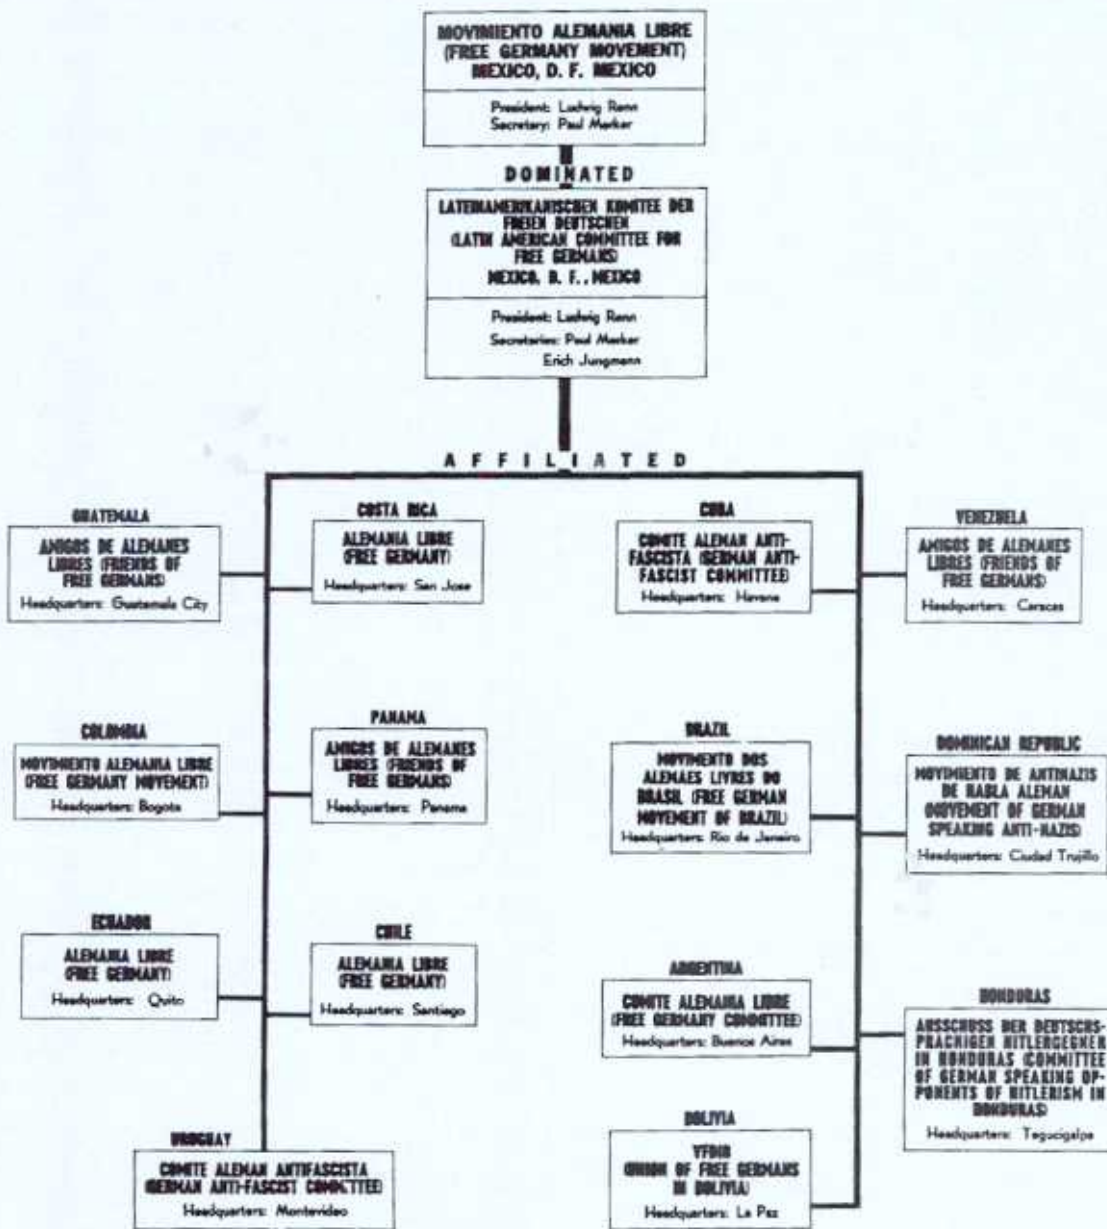 MOVIMIENTO ALEMANIA LIBRE
(FREE GERMANY MOVEMENT)
MEXICO, D. F. MEXICO
President: Ludwig Renn
Secretary: Paul Merker
DOMINATED
LATEINAMERIKANISCHEN KOMITEE DER
FREIEN DEUTSCHEN
(LATIN AMERICAN COMMITTEE FOR
FREE GERMANS)
MEXICO, D. F., MEXICO
President: Ludwig Renn
Secretaries: Paul Merker
Erich Jungmann
AFFILIATED
GUATEMALA
AMIGOS DE ALEMANES
LIBRES (FRIENDS OF
FREE GERMANS)
Headquarters: Guatemala City
COSTA RICA
ALEMANIA LIBRE
(FREE GERMANY)
Headquarters: San Jose
CUBA
COMITE ALEMAN ANTI-
FASCISTA (GERMAN ANTI-
FASCIST COMMITTEE)
Headquarters: Havana
VENEZUELA
AMIGOS DE ALEMANES
LIBRES (FRIENDS OF
FREE GERMANS)
Headquarters: Caracas
COLOMBIA
MOVIMIENTO ALEMANIA LIBRE
(FREE GERMANY MOVEMENT)
Headquarters: Bogota
PANAMA
AMIGOS DE ALEMANES
LIBRES (FRIENDS OF
FREE GERMANS)
Headquarters: Panama
BRAZIL
MOVIMENTO DOS
ALEMAES LIVRES DO
BRASIL (FREE GERMAN
MOVEMENT OF BRAZIL)
Headquarters: Rio de Janeiro
DOMINICAN REPUBLIC
MOVIMIENTO DE ANTINAZIS
DE HABLA ALEMAN
(MOVEMENT OF GERMAN
SPEAKING ANTI-NAZIS)
Headquarters: Ciudad Trujillo
ECUADOR
ALEMANIA LIBRE
(FREE GERMANY)
Headquarters: Quito
CHILE
ALEMANIA LIBRE
(FREE GERMANY)
Headquarters: Santiago
ARGENTINA
COMITE ALEMANIA LIBRE
(FREE GERMANY COMMITTEE)
Headquarters: Buenos Aires
HONDURAS
AUSSCHUSS DER DEUTSCHS-
PRACHIGEN HITLERGEGNER
IN HONDURAS (COMMITTEE
OF GERMAN SPEAKING OP-
PONENTS OF HITLERISM IN
HONDURAS)
Headquarters: Tegucigalpa
URUGUAY
COMITE ALEMAN ANTIFASCISTA
(GERMAN ANTI-FASCIST COMMITTEE)
Headquarters: Montevideo
BOLIVIA
(UNION OF FREE GERMANS
IN BOLIVIA)
Headquarters: La Paz